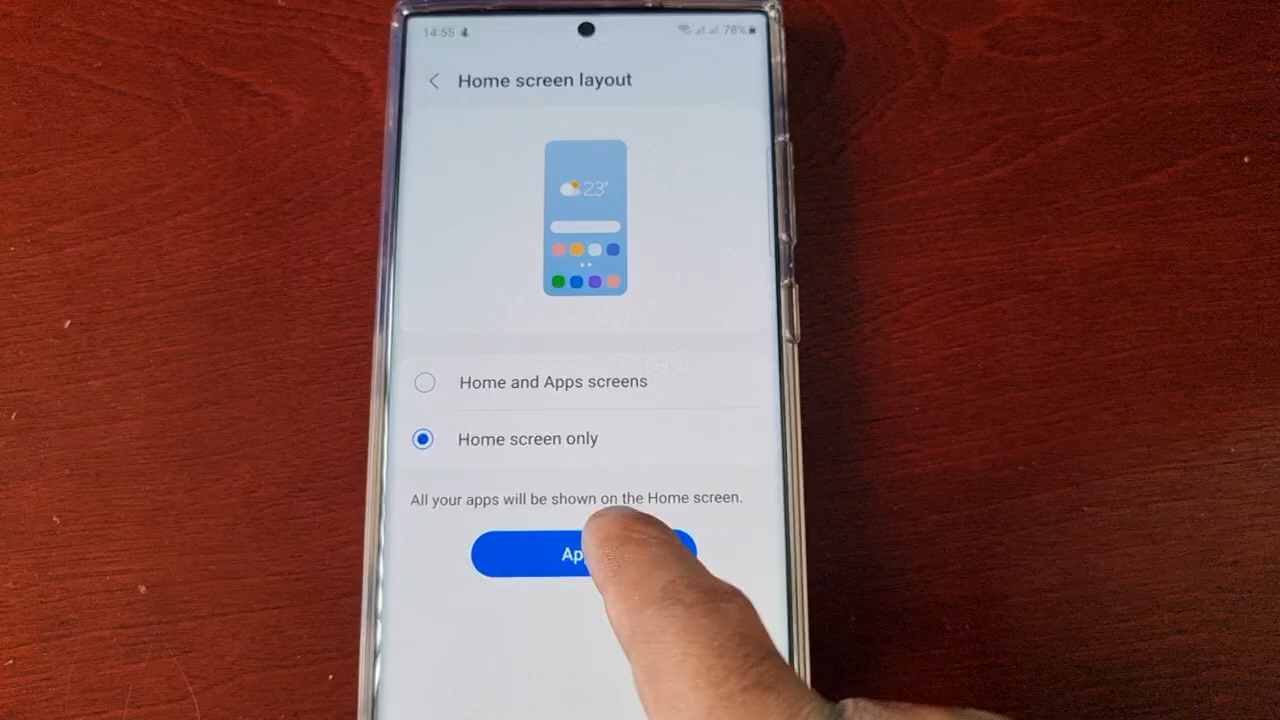 14:55
78%
Home screen layout
23°
Home and Apps screens
Home screen only
All your apps will be shown on the Home screen.
Ap